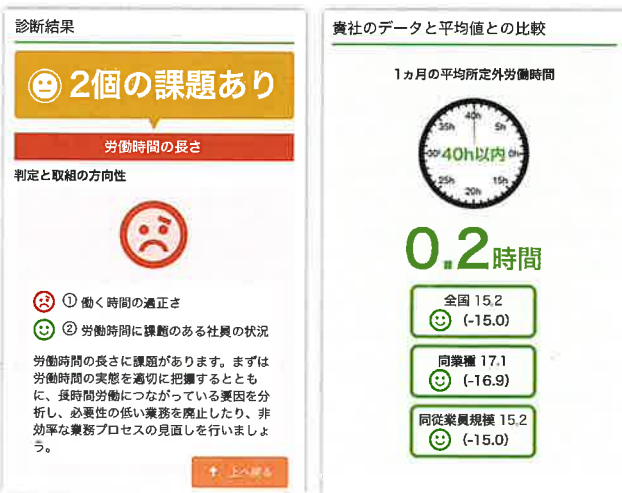 診断結果
2個の課題あり
労働時間の長さ
判定と取組の方向性
① 働く時間の適正さ
② 労働時間に課題のある社員の状況
労働時間の長さに課題があります。まずは
労働時間の実態を適切に把握するととも
に、長時間労働につながっている要因を分
析し、必要性の低い業務を廃止したり、非
効率な業務プロセスの見直しを行いましょ
う。
上へ戻る
貴社のデータと平均値との比較
1ヵ月の平均所定外労働時間
40h
35h
5h
30h
40h以内
0h
25h
15h
20h
0.2時間
全国 15.2
(-15.0)
同業種 17.1
(-16.9)
同従業員規模 15.2
(-15.0)